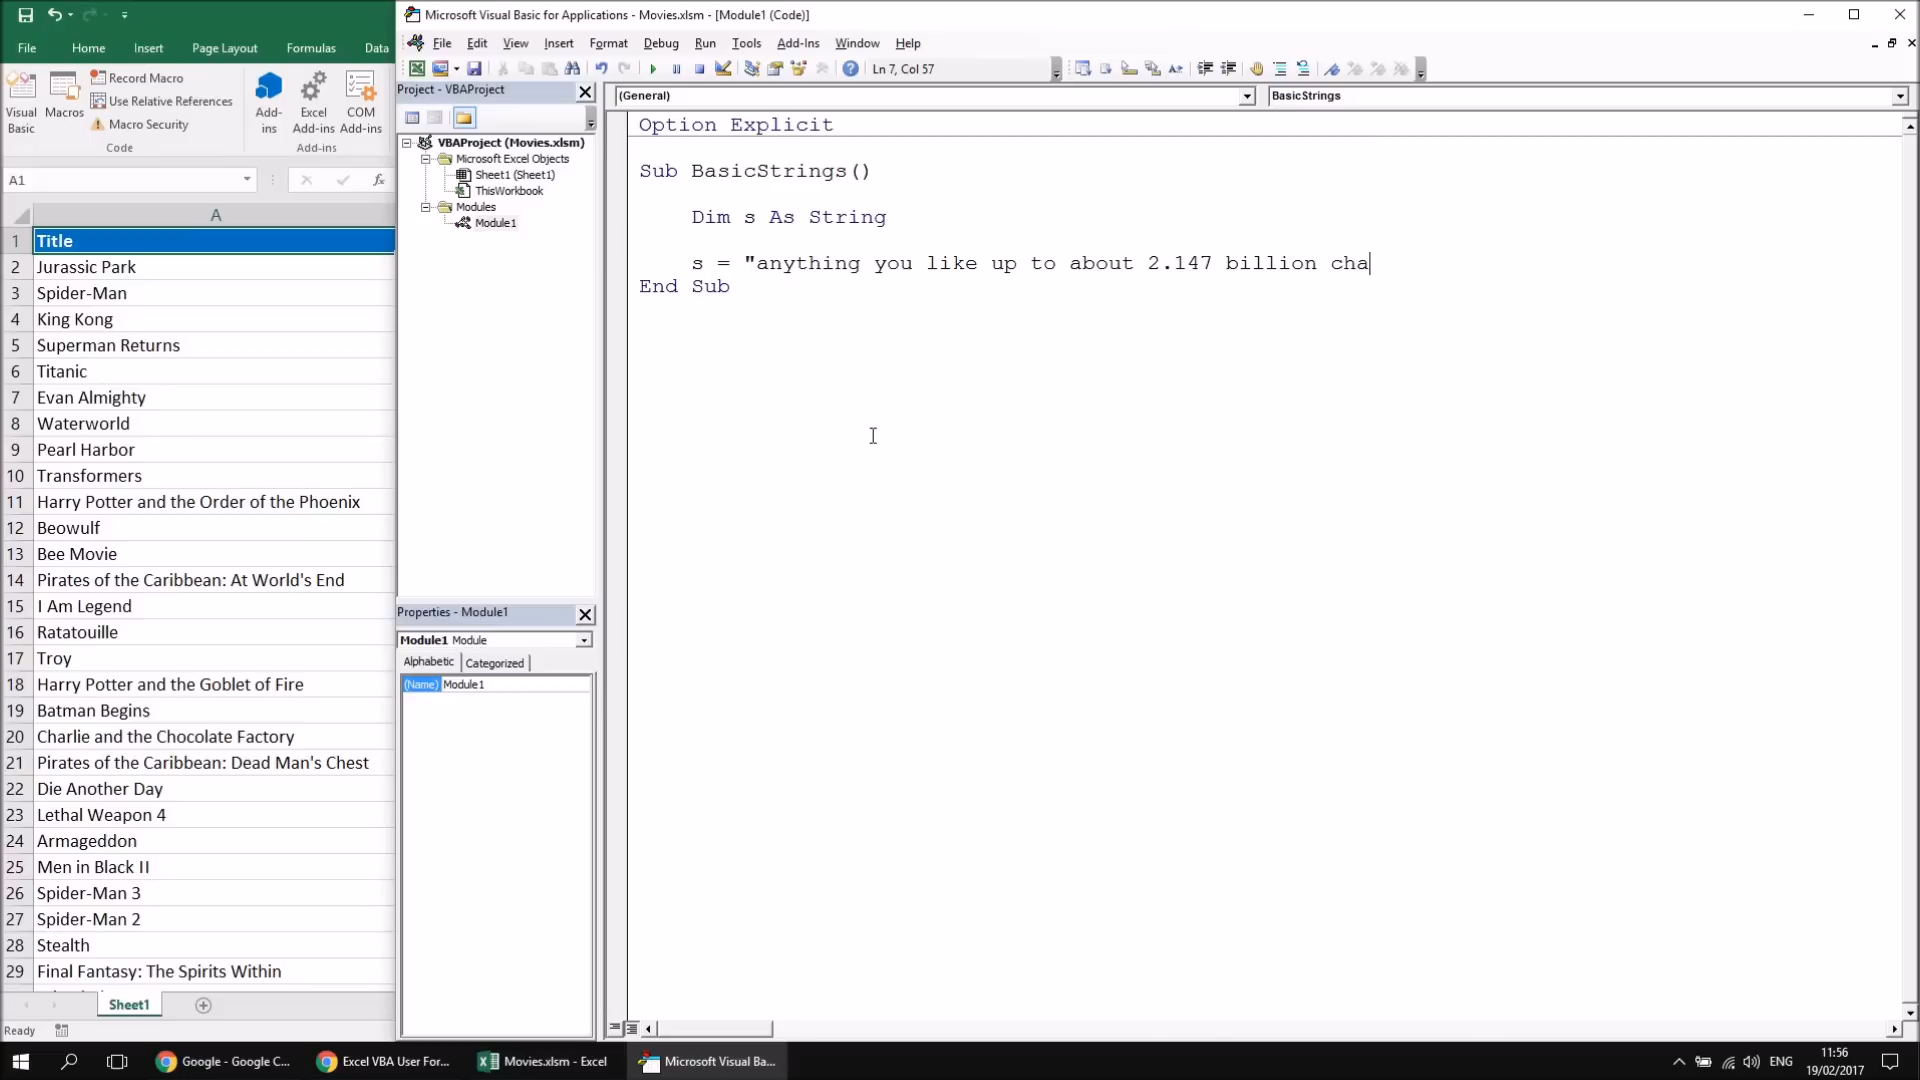 Microsoft Visual Basic for Applications - Movies.xlsm - [Module1 (Code)]
File Home Insert Page Layout Formulas Data
File Edit View Insert Format Debug Run Tools Add-Ins Window Help
Ln 7, Col 57
Visual Basic
Macros
Record Macro
Use Relative References
Macro Security
Code
Add-ins
Excel Add-ins
COM Add-ins
Add-ins
A1
fx
A
1 Title
2 Jurassic Park
3 Spider-Man
4 King Kong
5 Superman Returns
6 Titanic
7 Evan Almighty
8 Waterworld
9 Pearl Harbor
10 Transformers
11 Harry Potter and the Order of the Phoenix
12 Beowulf
13 Bee Movie
14 Pirates of the Caribbean: At World's End
15 I Am Legend
16 Ratatouille
17 Troy
18 Harry Potter and the Goblet of Fire
19 Batman Begins
20 Charlie and the Chocolate Factory
21 Pirates of the Caribbean: Dead Man's Chest
22 Die Another Day
23 Lethal Weapon 4
24 Armageddon
25 Men in Black II
26 Spider-Man 3
27 Spider-Man 2
28 Stealth
29 Final Fantasy: The Spirits Within
Sheet1
Ready
Project - VBAProject
VBAProject (Movies.xlsm)
Microsoft Excel Objects
Sheet1 (Sheet1)
ThisWorkbook
Modules
Module1
Properties - Module1
Module1 Module
Alphabetic Categorized
(Name) Module1
(General) BasicStrings
Option Explicit
Sub BasicStrings()
Dim s As String
s = "anything you like up to about 2.147 billion cha
End Sub
Google - Google C...
Excel VBA User For...
Movies.xlsm - Excel
Microsoft Visual Ba...
ENG
11:56
19/02/2017